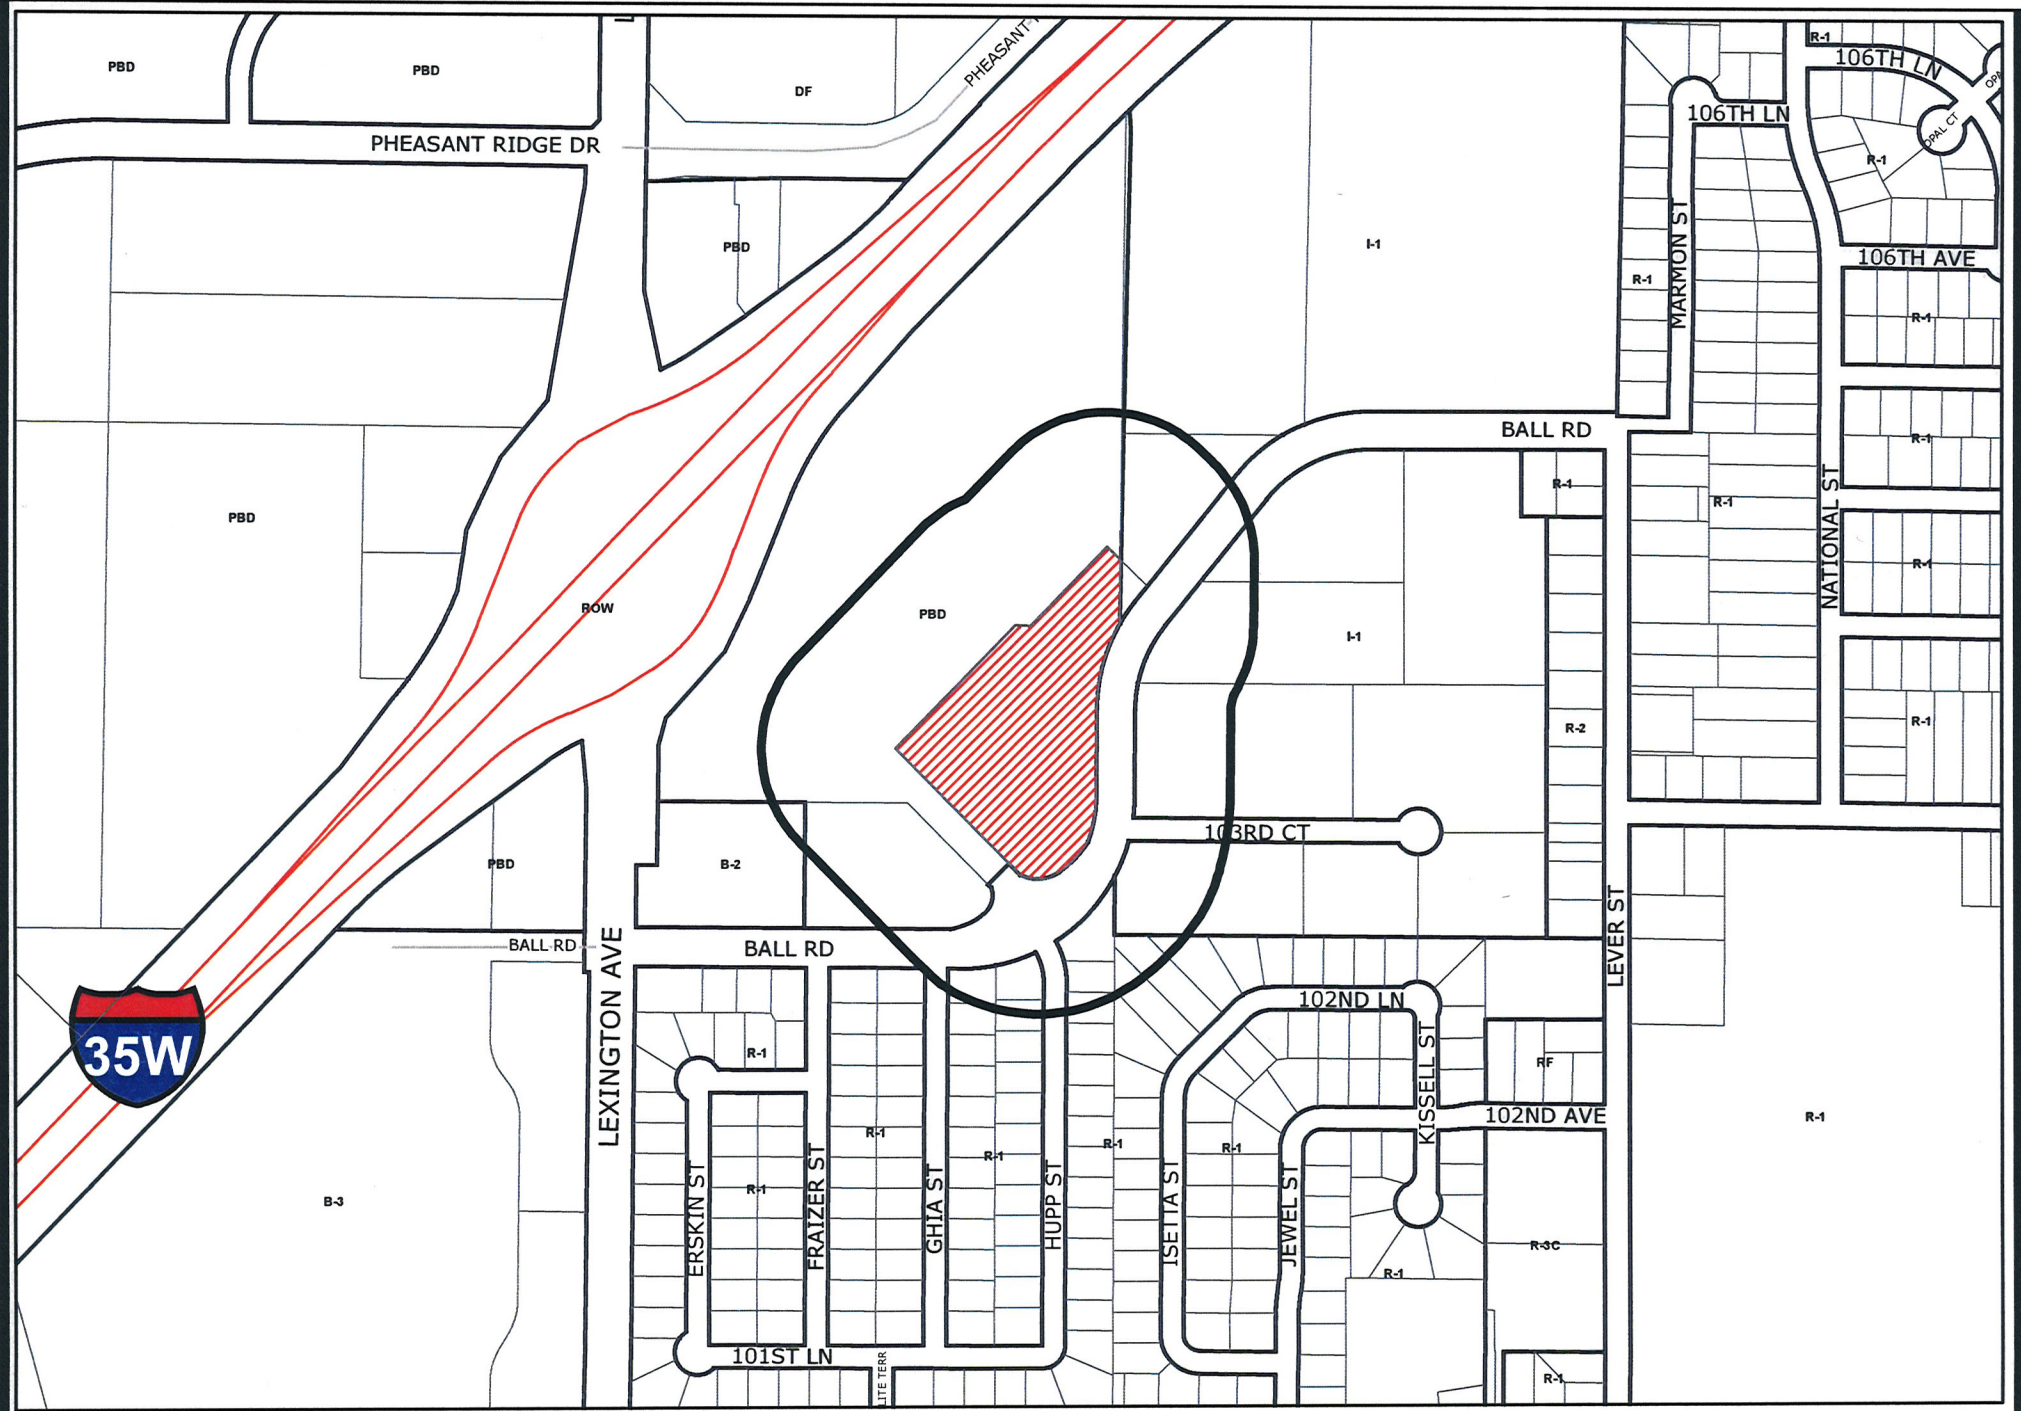 PBD
PBD
DF
PHEASANT
R-1
106TH LN
106TH LN
OPAL CT
PHEASANT RIDGE DR
R-1
PBD
I-1
R-1
MARMON ST
106TH AVE
R-1
BALL RD
R-1
R-1
R-1
NATIONAL ST
PBD
R-1
ROW
PBD
I-1
R-2
R-1
103RD CT
PBD
B-2
LEVER ST
BALL RD
BALL RD
LEXINGTON AVE
102ND LN
KISSELL ST
35W
R-1
RF
102ND AVE
R-1
R-1
R-1
R-1
R-1
R-1
B-3
ERSKIN ST
FRAIZER ST
GHIA ST
HUPP ST
ISETTA ST
JEWEL ST
R-3C
R-1
101ST LN
LITE TERR
R-1